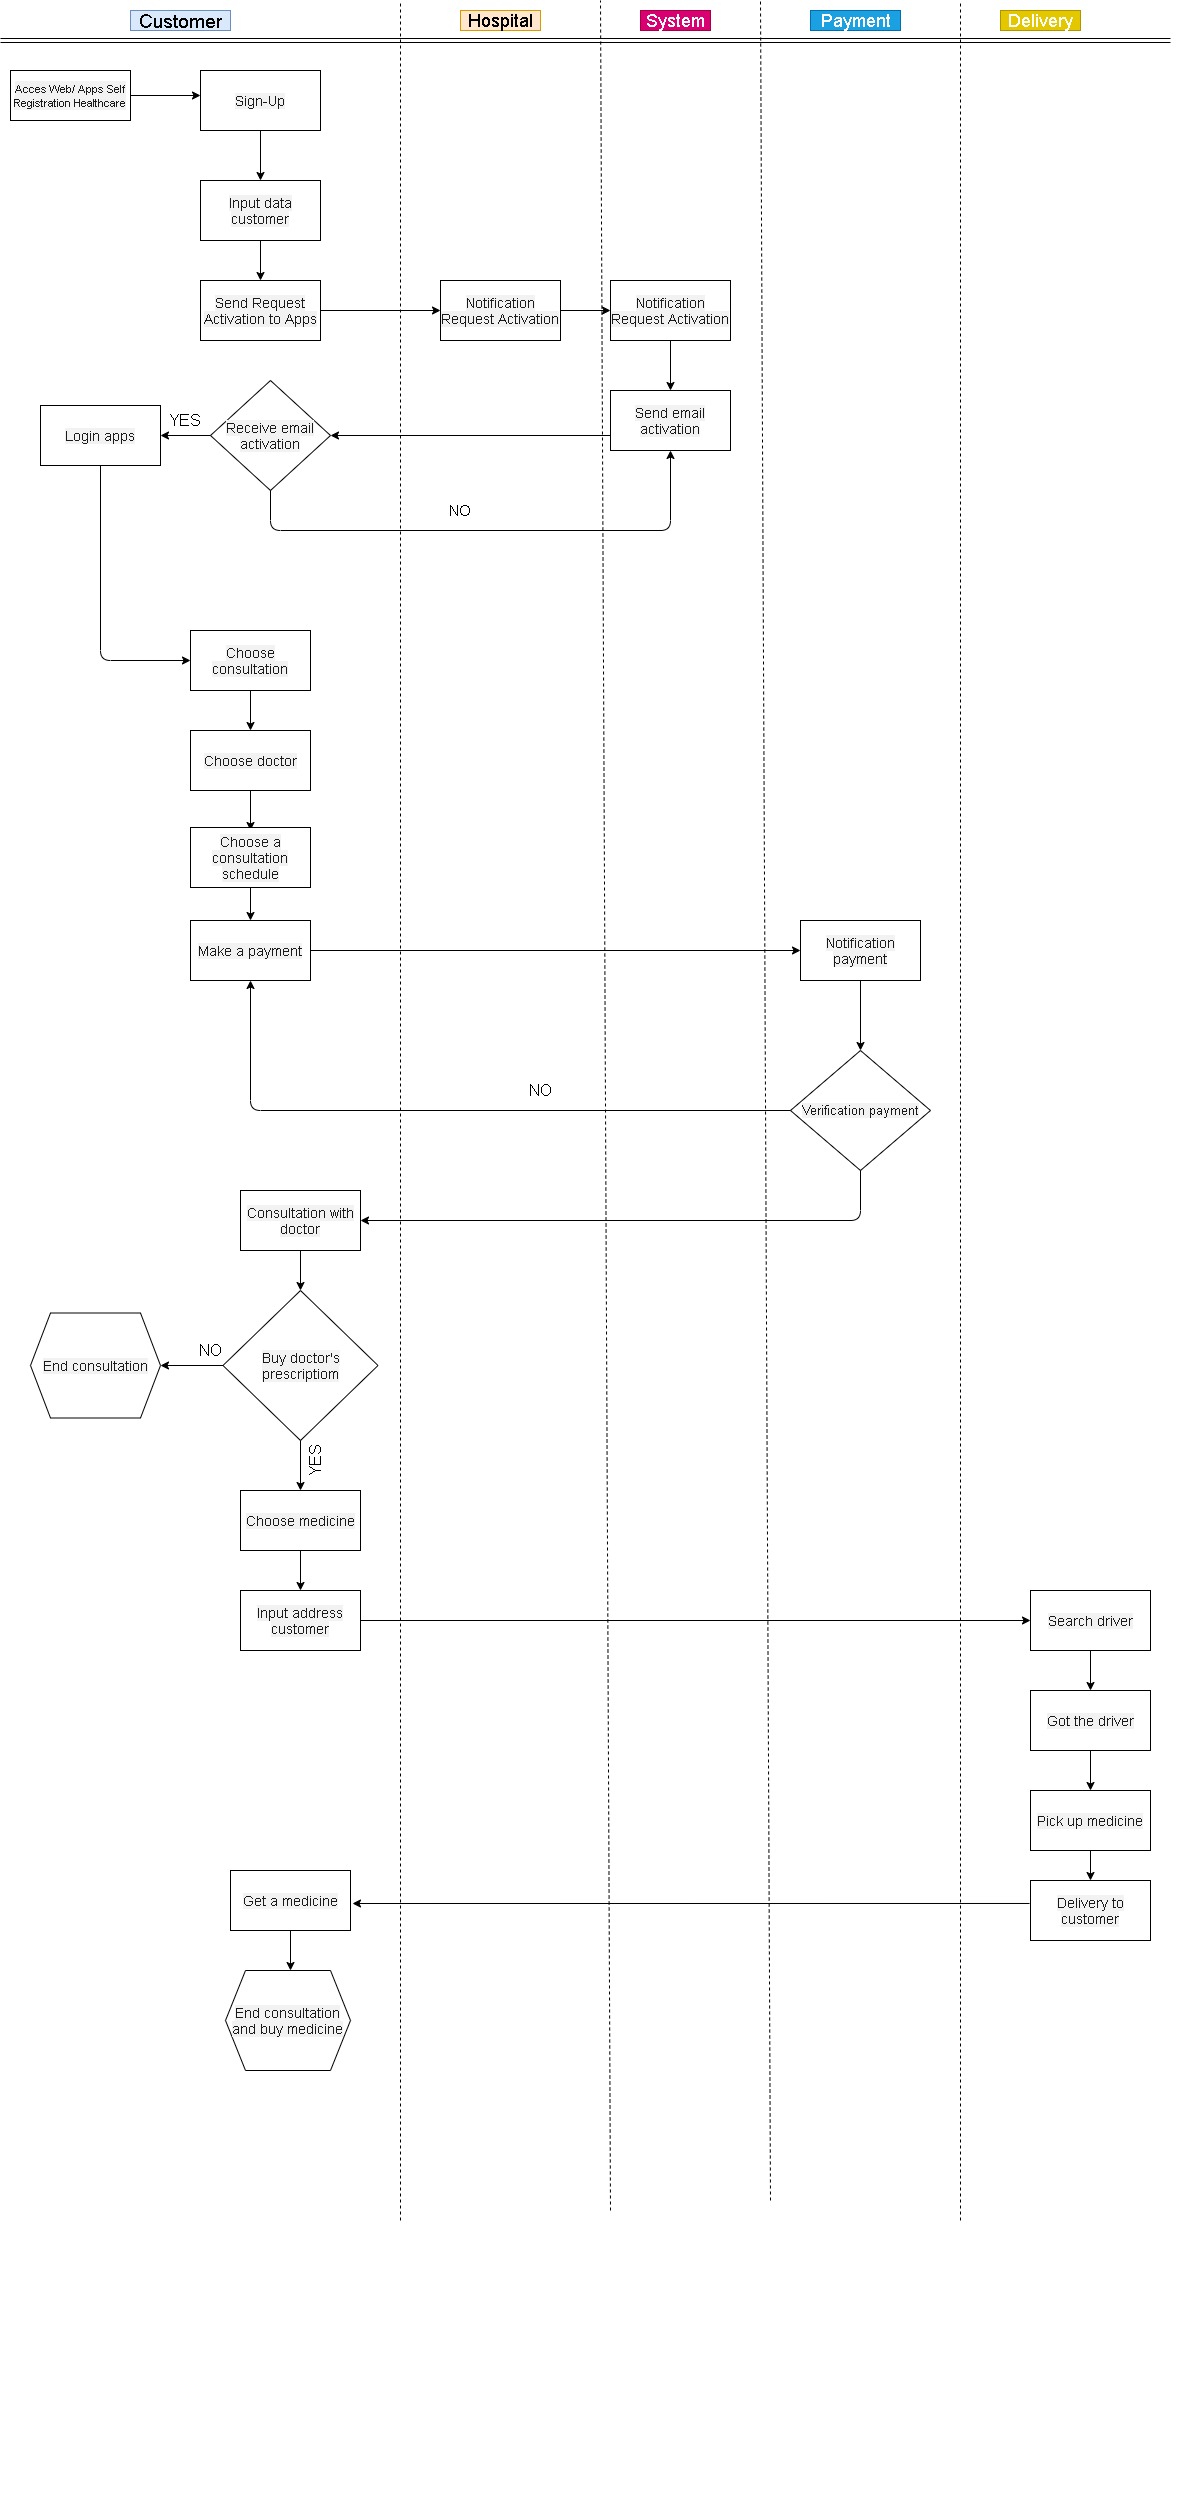 Customer
Hospital
System
Payment
Delivery
Acces Web/ Apps Self
Registration Healthcare
Sign-Up
Input data
customer
Send Request
Activation to Apps
Notification
Request Activation
Notification
Request Activation
Login apps
YES
Receive email
activation
Send email
activation
NO
Choose
consultation
Choose doctor
Choose a
consultation
schedule
Make a payment
Notification
payment
NO
Verification payment
Consultation with
doctor
End consultation
NO
Buy doctor's
prescriptiom
YES
Choose medicine
Input address
customer
Search driver
Got the driver
Pick up medicine
Get a medicine
Delivery to
customer
End consultation
and buy medicine